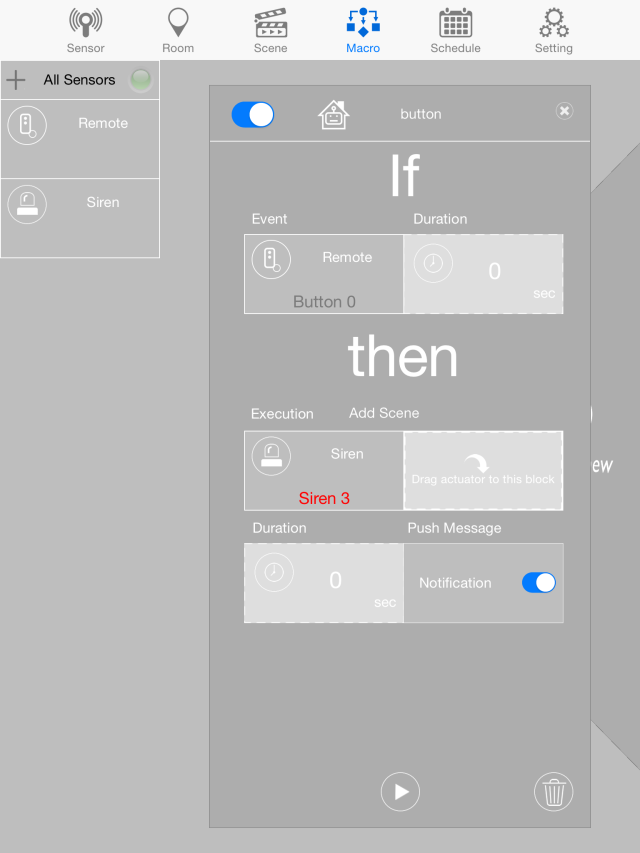 Sensor Room Scene Macro Schedule Setting
All Sensors
Remote
Siren
button
If
Event Duration
Remote
0
sec
Button 0
then
Execution Add Scene
Siren
Drag actuator to this block
Siren 3
Duration Push Message
0
sec
Notification
ew